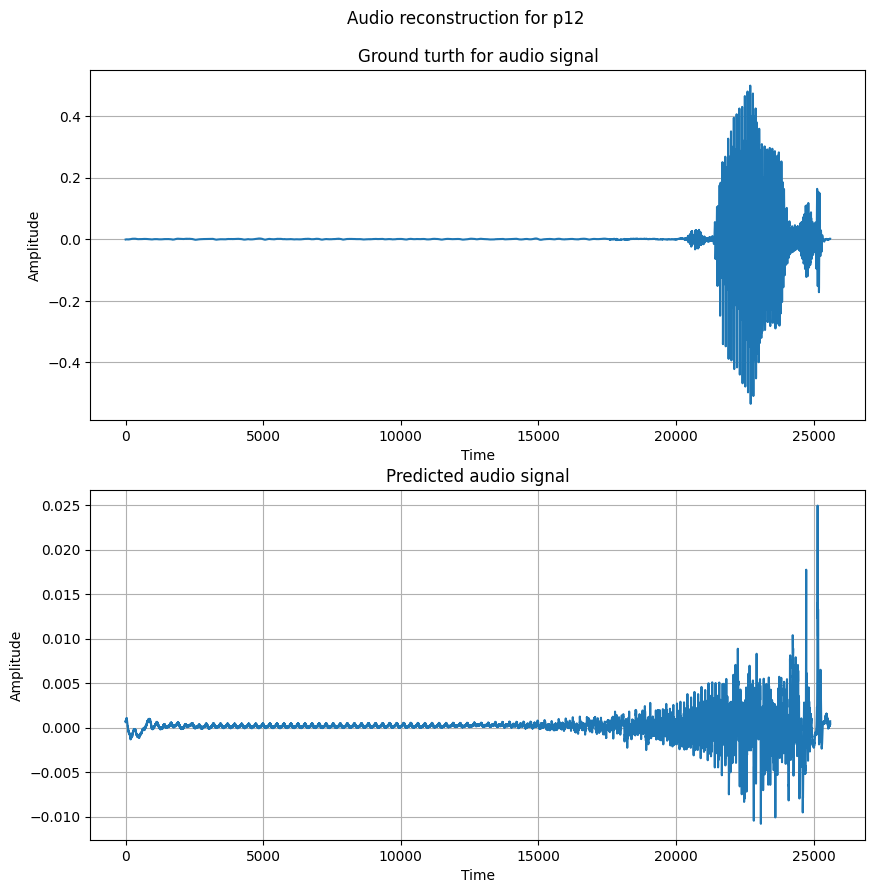 Audio reconstruction for p12
Ground turth for audio signal
0.4
0.2
0.0
−0.2
−0.4
Amplitude
0 5000 10000 15000 20000 25000
Time
Predicted audio signal
0.025
0.020
0.015
0.010
0.005
0.000
−0.005
−0.010
Amplitude
0 5000 10000 15000 20000 25000
Time